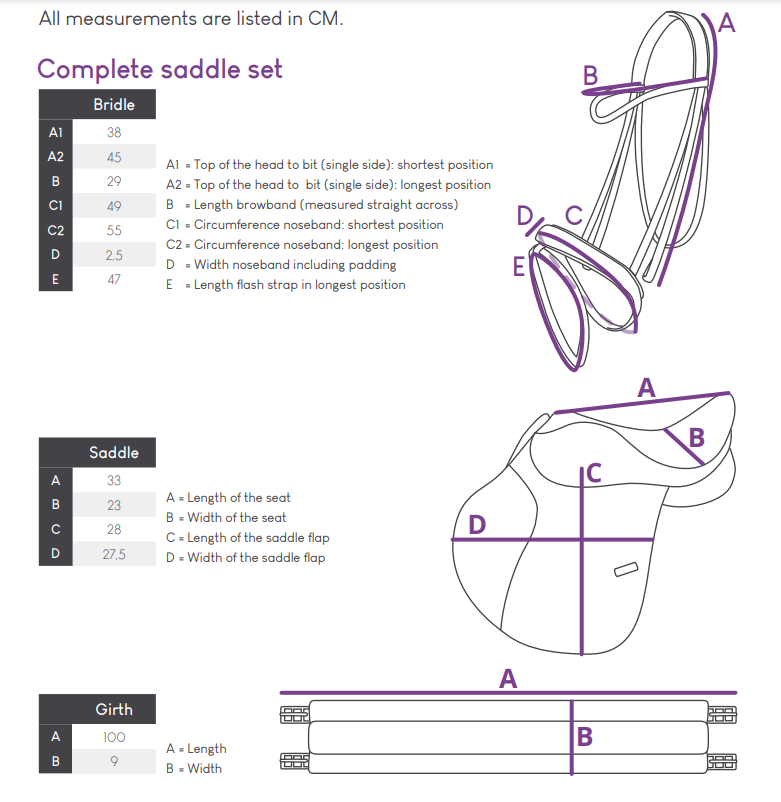 All measurements are listed in CM.
Complete saddle set
Bridle
A1 38
A2 45
B 29
C1 49
C2 55
D 2,5
E 47
A1 = Top of the head to bit (single side): shortest position
A2 = Top of the head to bit (single side): longest position
B = Length browband (measured straight across)
C1 = Circumference noseband: shortest position
C2 = Circumference noseband: longest position
D = Width noseband including padding
E = Length flash strap in longest position
A
B
D C
E
Saddle
A 33
B 23
C 28
D 27,5
A = Length of the seat
B = Width of the seat
C = Length of the saddle flap
D = Width of the saddle flap
A
B
C
D
Girth
A 100
B 9
A = Length
B = Width
A
B